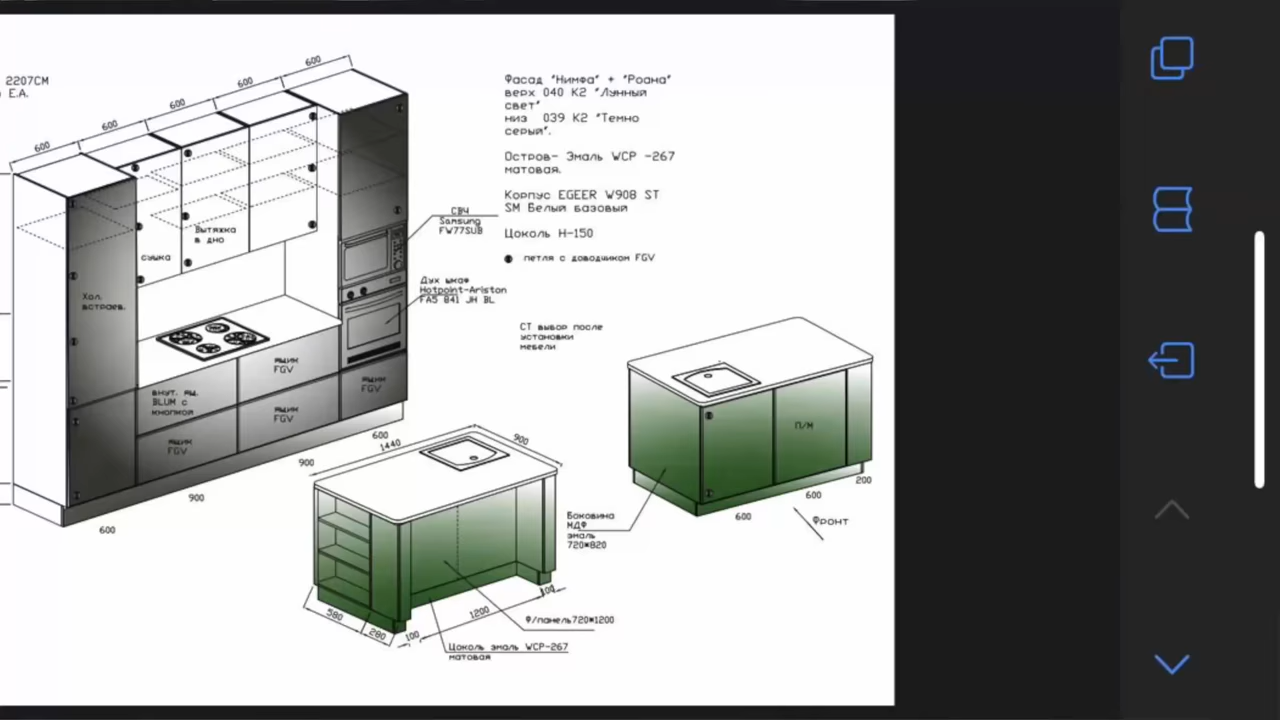 2207СМ
Е.А.
600
600
600
600
600
Фасад "Нимфа" + "Роана"
верх 040 К2 "Лунный
свет"
низ 039 К2 "Темно
серый".
Остров- Эмаль WCP -267
матовая.
Корпус EGEER W908 ST
SM Белый базовый
Цоколь Н-150
петля с доводчиком FGV
СВЧ
Samsung
FW77SUB
Дух шкаф
Hotpoint-Ariston
FA5 841 JH BL
СТ выбор после
установки
мебели
Вытяжка
в дно
сушка
Хол.
встраев.
ящик
FGV
ящик
FGV
внут. ящ.
BLUM с
кнопкой
ящик
FGV
ящик
FGV
600
900
900
600
1440
900
П/М
200
600
600
Фронт
Боковина
МДФ
эмаль
720*820
580
280
100
1200
100
Ф/панель720*1200
Цоколь эмаль WCP-267
матовая